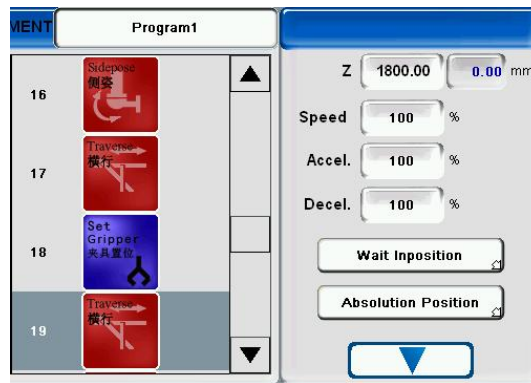 MENT
Program1
16
Sidepose
侧姿
17
Traverse
横行
18
Set
Gripper
夹具置位
19
Traverse
横行
Z 1800.00 0.00 mm
Speed 100 %
Accel. 100 %
Decel. 100 %
Wait Inposition
Absolution Position